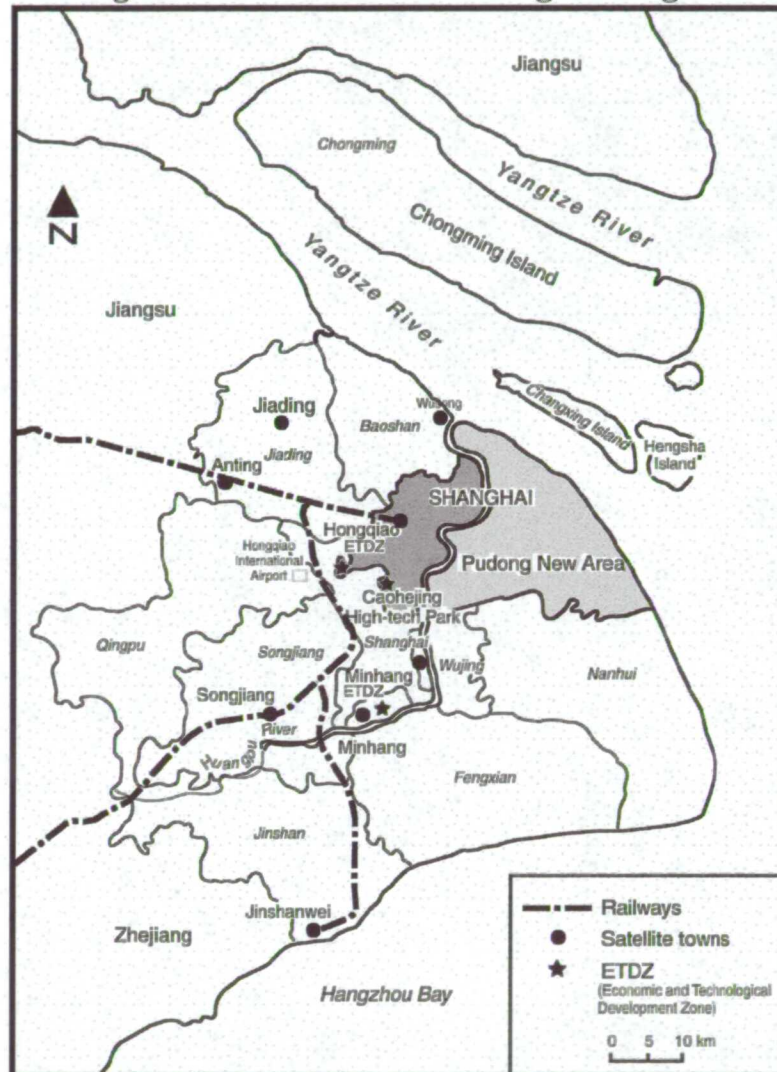 Jiangsu
Chongming
Yangtze River
Chongming Island
Yangtze River
N
Jiangsu
Changxing Island
Hengsha
Island
Wusong
Jiading
Baoshan
Jiading
Anting
SHANGHAI
Hongqiao
ETDZ
Hongqiao
International
Airport
Pudong New Area
Caohejing
High-tech Park
Qingpu
Songjiang
Shanghai
Wujing
Nanhui
Minhang
ETDZ
Songjiang
River
Minhang
Fengxian
Jinshan
Jinshanwei
Zhejiang
Hangzhou Bay
Railways
Satellite towns
ETDZ
(Economic and Technological
Development Zone)
0 5 10 km